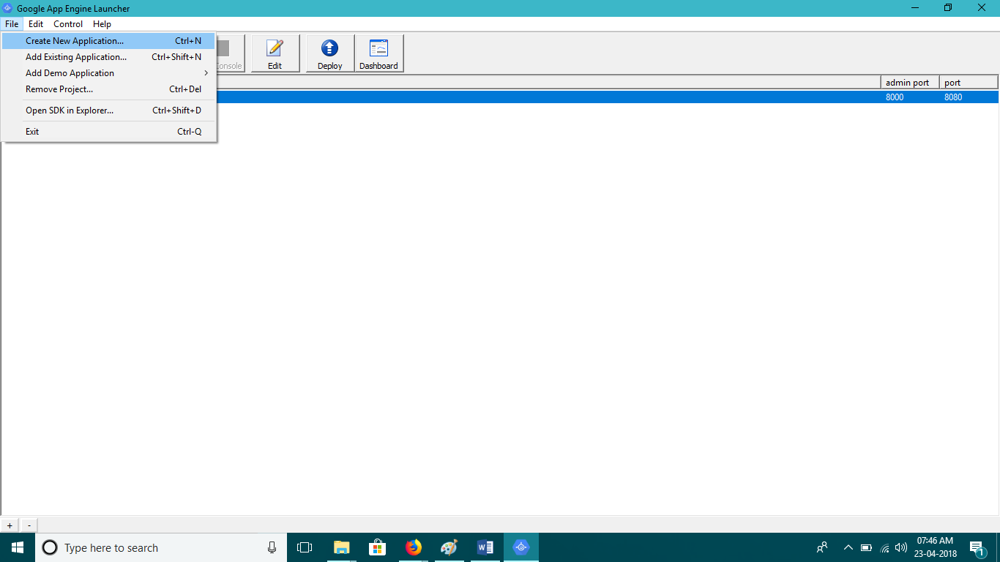 Google App Engine Launcher
File Edit Control Help
Create New Application... Ctrl+N
Add Existing Application... Ctrl+Shift+N
Add Demo Application
Remove Project... Ctrl+Del
Open SDK in Explorer... Ctrl+Shift+D
Exit Ctrl-Q
Console Edit Deploy Dashboard
admin port port
8000 8080
+ -
Type here to search
07:46 AM
23-04-2018
1